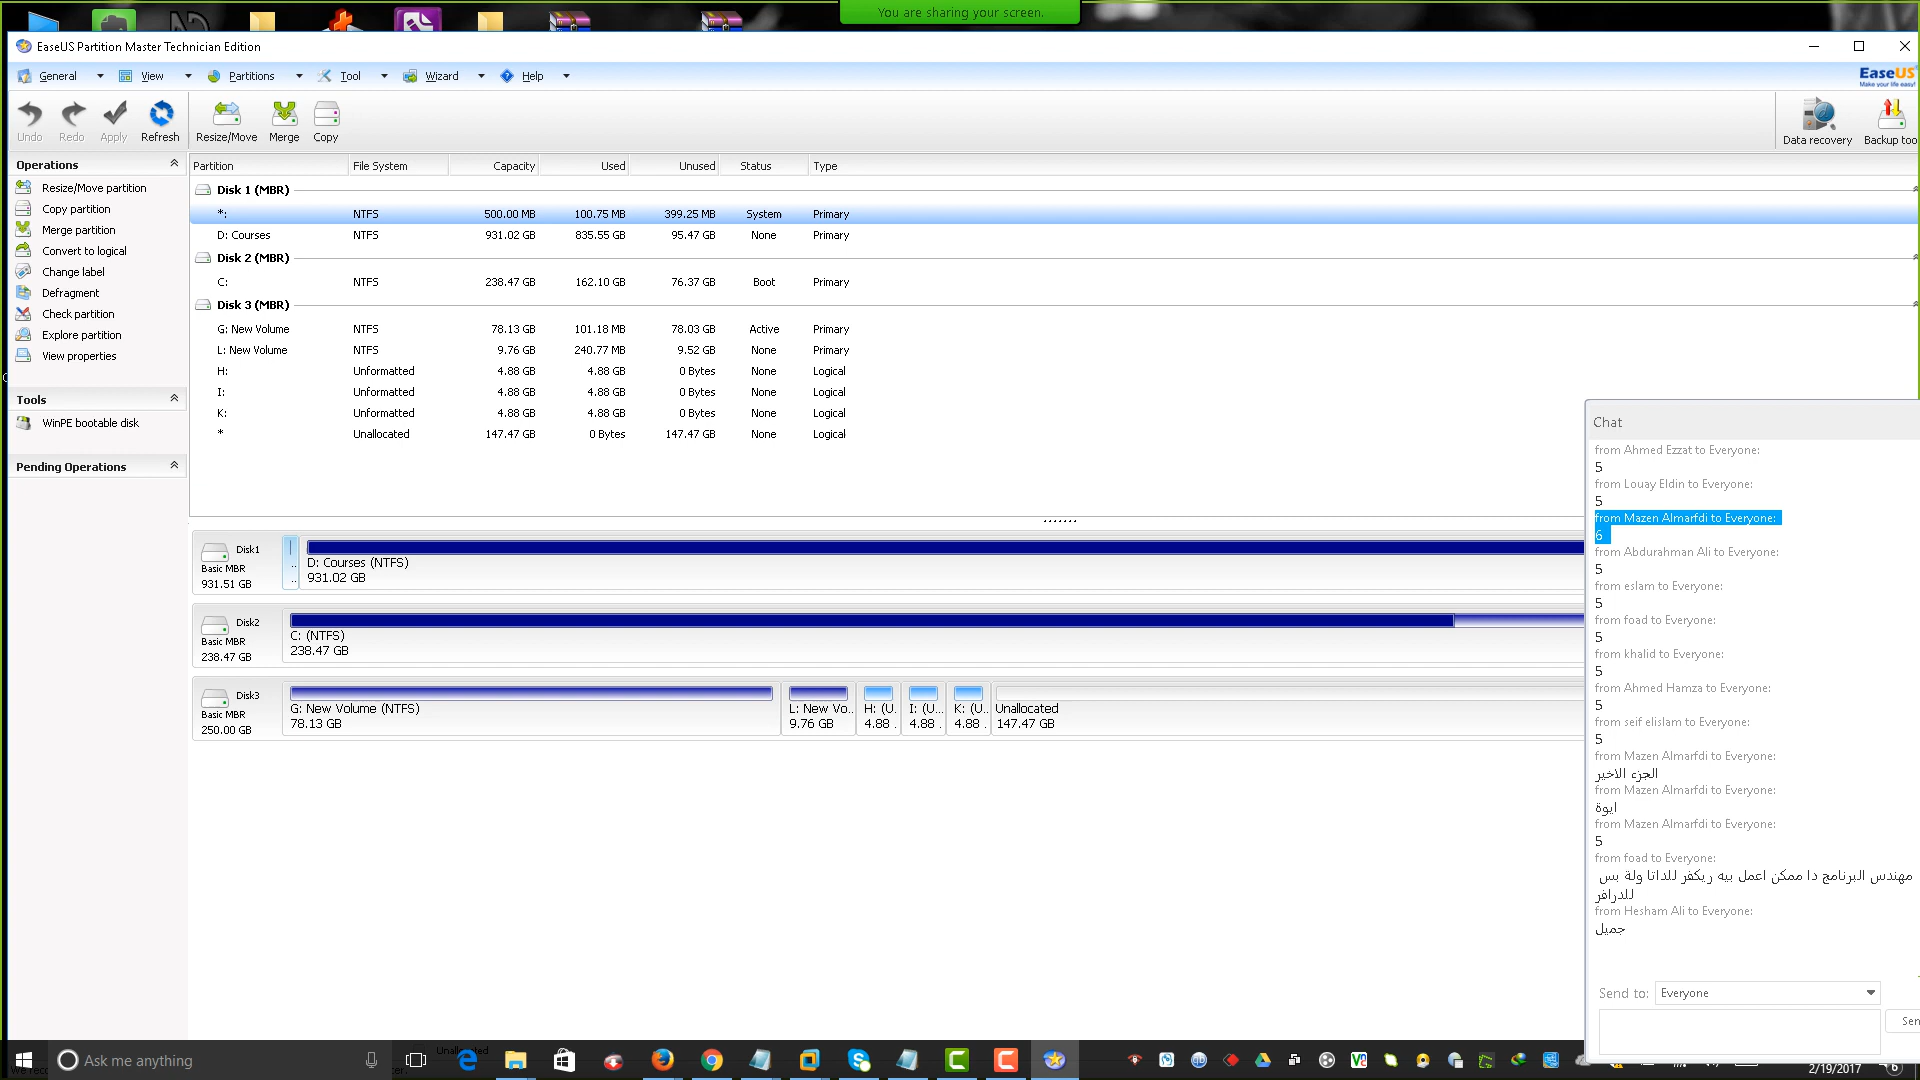 You are sharing your screen.
EaseUS Partition Master Technician Edition
General View Partitions Tool Wizard Help
EaseUS
Make your life easy!
Undo Redo Apply Refresh Resize/Move Merge Copy Data recovery Backup too
Operations
Resize/Move partition
Copy partition
Merge partition
Convert to logical
Change label
Defragment
Check partition
Explore partition
View properties
Tools
WinPE bootable disk
Pending Operations
Partition File System Capacity Used Unused Status Type
Disk 1 (MBR)
*: NTFS 500.00 MB 100.75 MB 399.25 MB System Primary
D: Courses NTFS 931.02 GB 835.55 GB 95.47 GB None Primary
Disk 2 (MBR)
C: NTFS 238.47 GB 162.10 GB 76.37 GB Boot Primary
Disk 3 (MBR)
G: New Volume NTFS 78.13 GB 101.18 MB 78.03 GB Active Primary
L: New Volume NTFS 9.76 GB 240.77 MB 9.52 GB None Primary
H: Unformatted 4.88 GB 4.88 GB 0 Bytes None Logical
I: Unformatted 4.88 GB 4.88 GB 0 Bytes None Logical
K: Unformatted 4.88 GB 4.88 GB 0 Bytes None Logical
* Unallocated 147.47 GB 0 Bytes 147.47 GB None Logical
Disk1
Basic MBR
931.51 GB
D: Courses (NTFS)
931.02 GB
Disk2
Basic MBR
238.47 GB
C: (NTFS)
238.47 GB
Disk3
Basic MBR
250.00 GB
G: New Volume (NTFS) L: New Vo... H: (U... I: (U... K: (U... Unallocated
78.13 GB 9.76 GB 4.88 . 4.88 . 4.88 . 147.47 GB
Chat
from Ahmed Ezzat to Everyone:
5
from Louay Eldin to Everyone:
5
from Mazen Almarfdi to Everyone:
6
from Abdurahman Ali to Everyone:
5
from eslam to Everyone:
5
from foad to Everyone:
5
from khalid to Everyone:
5
from Ahmed Hamza to Everyone:
5
from seif elislam to Everyone:
5
from Mazen Almarfdi to Everyone:
الجزء الاخير
from Mazen Almarfdi to Everyone:
ايوة
from Mazen Almarfdi to Everyone:
5
from foad to Everyone:
مهندس البرنامج دا ممكن اعمل بيه ريكفر للداتا ولة بس
للدرافر
from Hesham Ali to Everyone:
جميل
Send to: Everyone
Sen
Ask me anything
2/19/2017
6